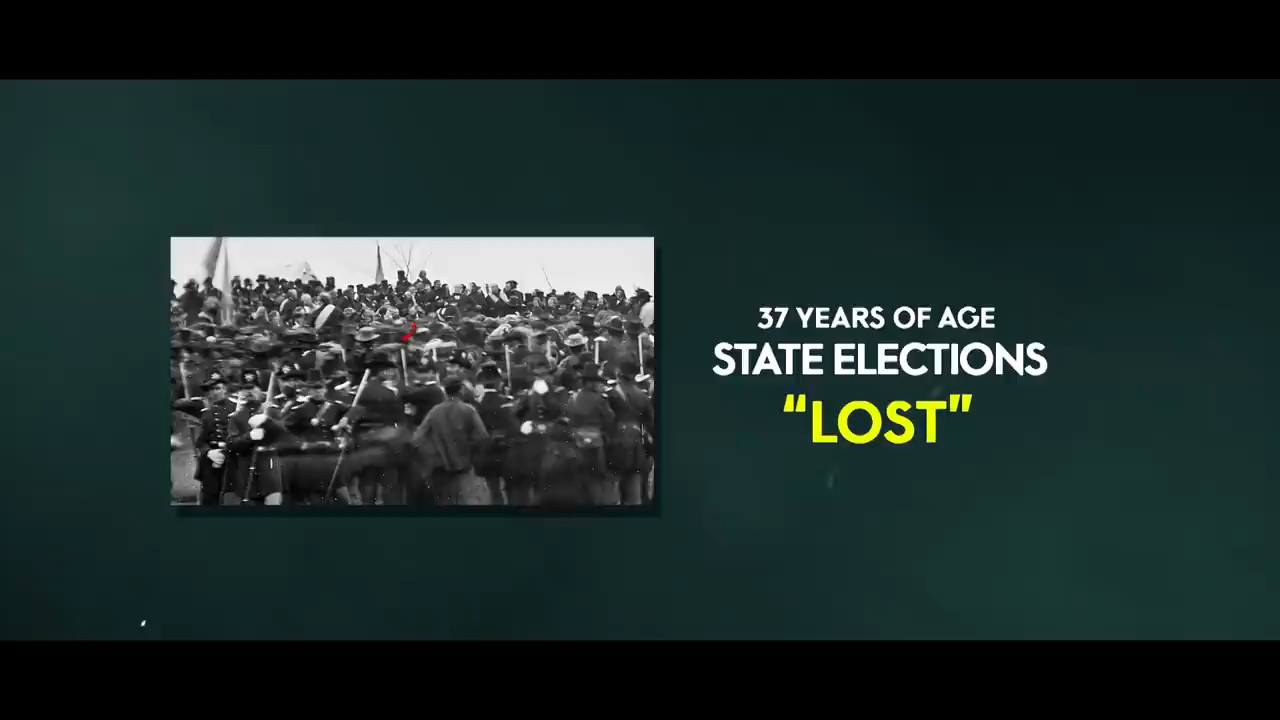 37 YEARS OF AGE
STATE ELECTIONS
“LOST”